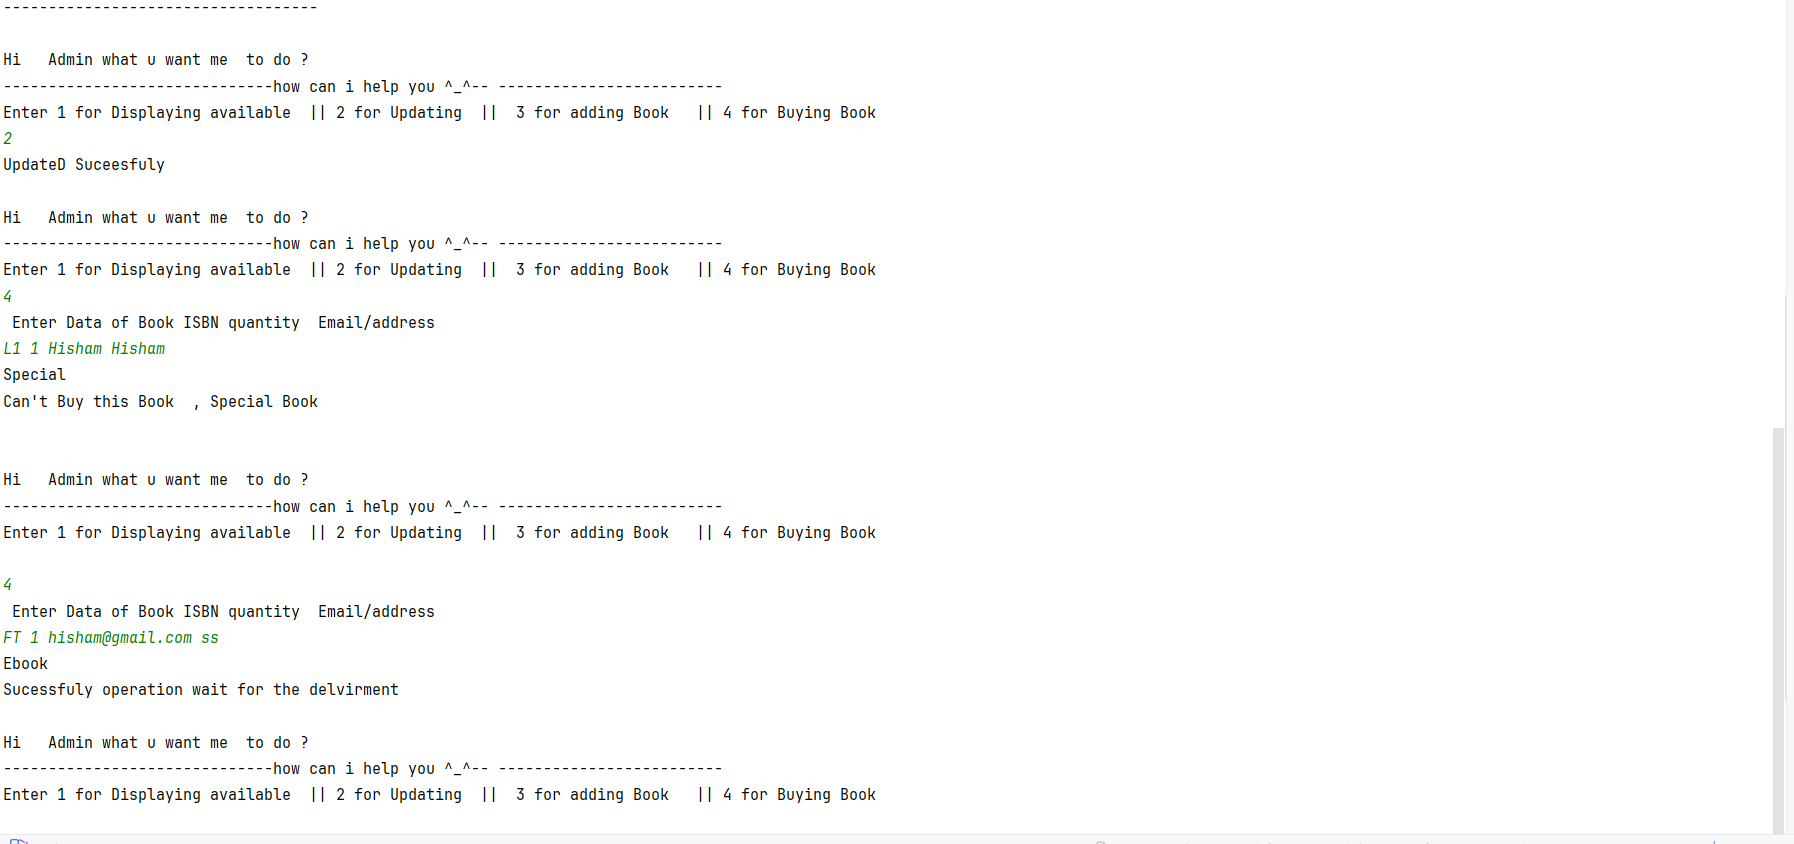 -----------------------------------
Hi   Admin what u want me  to do ?
------------------------------how can i help you ^_^-- -------------------------
Enter 1 for Displaying available  || 2 for Updating  ||  3 for adding Book   || 4 for Buying Book
2
UpdateD Suceesfuly
Hi   Admin what u want me  to do ?
------------------------------how can i help you ^_^-- -------------------------
Enter 1 for Displaying available  || 2 for Updating  ||  3 for adding Book   || 4 for Buying Book
4
 Enter Data of Book ISBN quantity  Email/address
L1 1 Hisham Hisham
Special
Can't Buy this Book  , Special Book
Hi   Admin what u want me  to do ?
------------------------------how can i help you ^_^-- -------------------------
Enter 1 for Displaying available  || 2 for Updating  ||  3 for adding Book   || 4 for Buying Book
4
 Enter Data of Book ISBN quantity  Email/address
FT 1 hisham@gmail.com ss
Ebook
Sucessfuly operation wait for the delvirment
Hi   Admin what u want me  to do ?
------------------------------how can i help you ^_^-- -------------------------
Enter 1 for Displaying available  || 2 for Updating  ||  3 for adding Book   || 4 for Buying Book